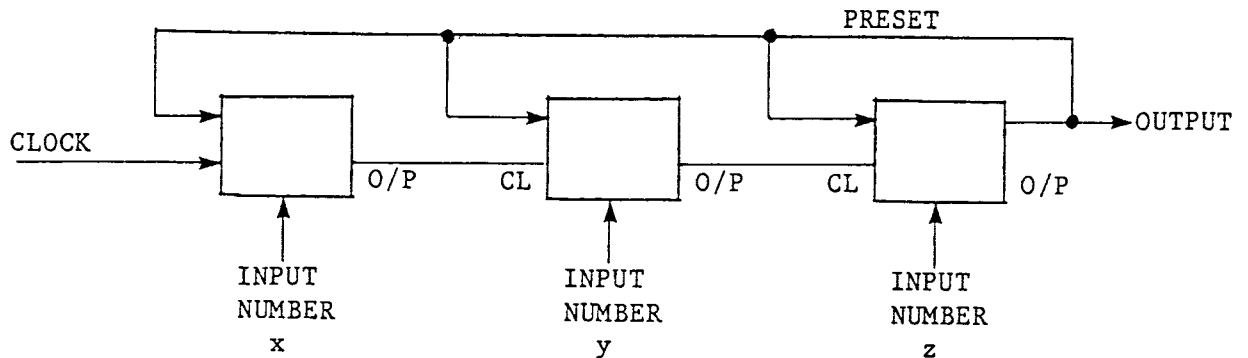 PRESET
CLOCK
OUTPUT
O/P
CL
O/P
CL
O/P
INPUT
NUMBER
x
INPUT
NUMBER
y
INPUT
NUMBER
z